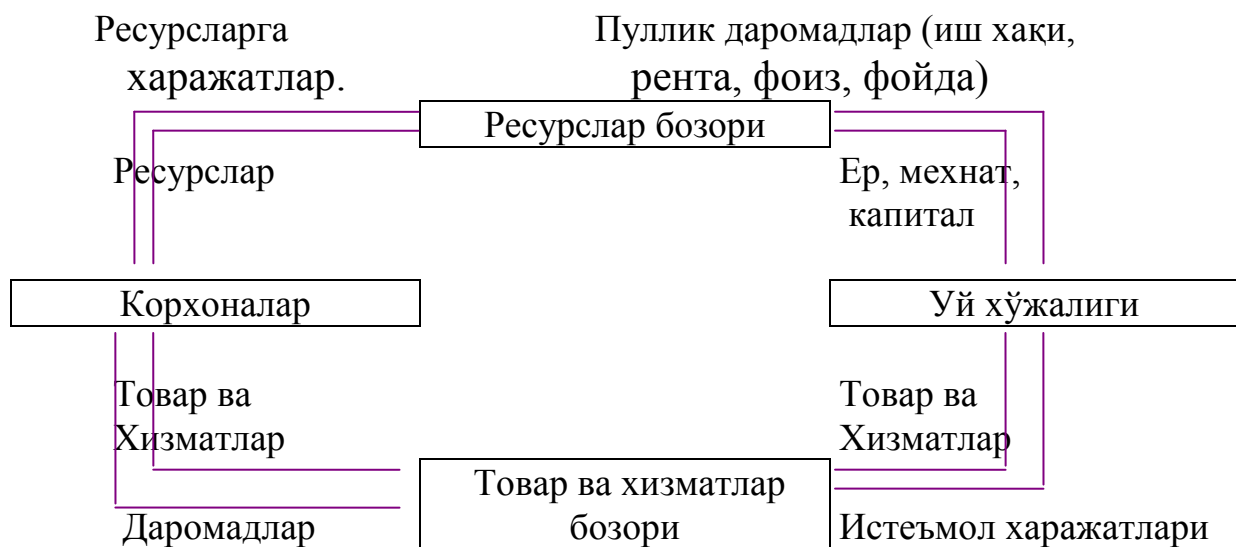 Ресурсларга
харажатлар.
Пуллик даромадлар (иш хақи,
рента, фоиз, фойда)
Ресурслар бозори
Ресурслар
Ер, мехнат,
капитал
Корхоналар
Уй хўжалиги
Товар ва
Хизматлар
Товар ва
Хизматлар
Товар ва хизматлар
бозори
Даромадлар
Истеъмол харажатлари